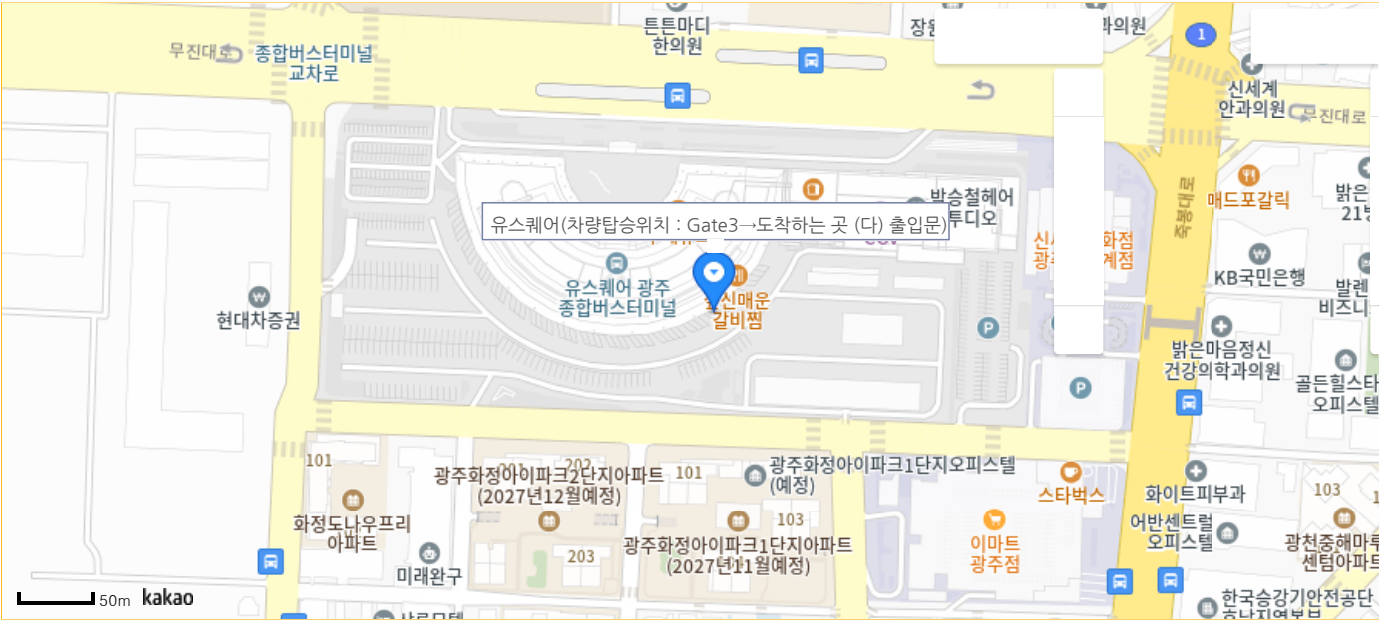 튼튼마디
한의원
장원
과의원
1
무진대로
종합버스터미널
교차로
신세계
안과의원
무진대로
죽봉대로
매드포갈릭
밝은
박승철헤어
투디오
유스퀘어(차량탑승위치 : Gate3→도착하는 곳 (다) 출입문)
KB국민은행
발렌
비즈니
유스퀘어 광주
종합버스터미널
신매운
갈비찜
P
현대차증권
밝은마음정신
건강의학과의원
P
골든힐스타
오피스텔
101
202
광주화정아이파크2단지아파트
(2027년12월예정)
101
광주화정아이파크1단지오피스텔
(예정)
스타벅스
화이트피부과
103
화정도나우프리
아파트
103
광주화정아이파크1단지아파트
(2027년11월예정)
203
이마트
광주점
어반센트럴
오피스텔
광천중해마루
센텀아파트
미래완구
50m kakao
한국승강기안전공단